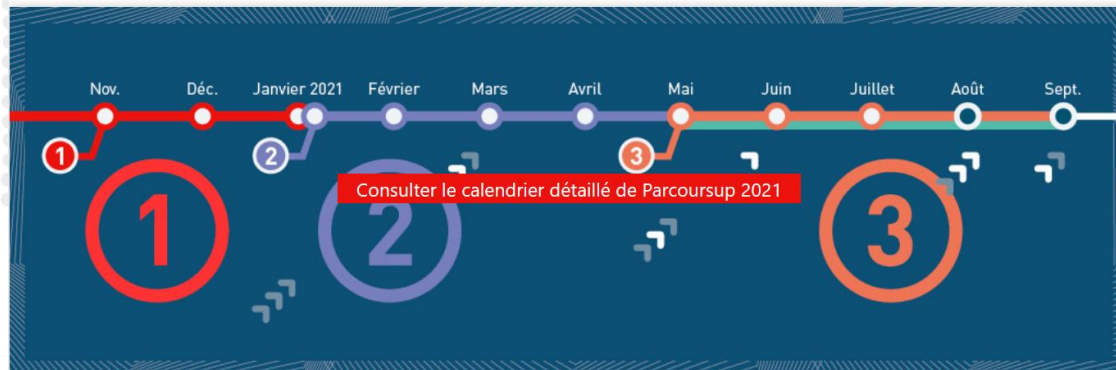 Nov. Déc. Janvier 2021 Février Mars Avril Mai Juin Juillet Août Sept.
1 2 3
Consulter le calendrier détaillé de Parcoursup 2021
1 2 3